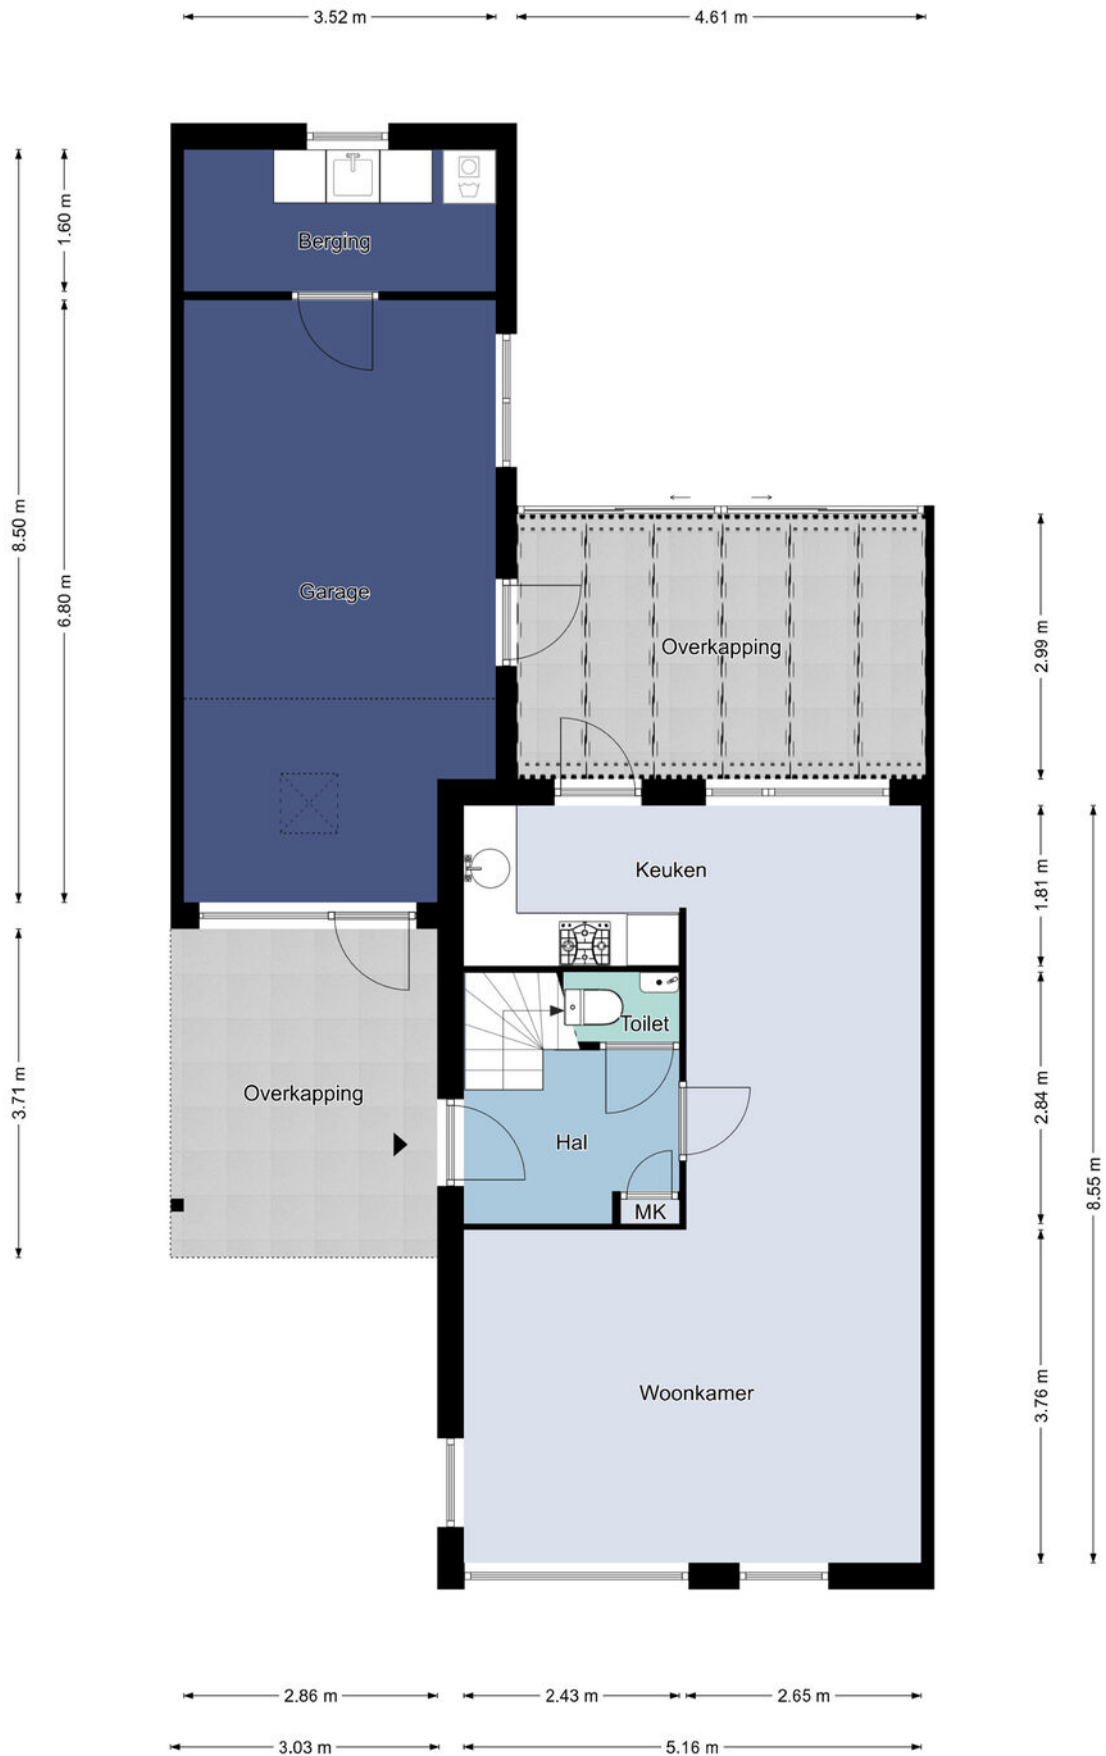 3.52 m
4.61 m
8.50 m
1.60 m
6.80 m
Berging
Garage
Overkapping
2.99 m
Keuken
1.81 m
Toilet
3.71 m
Overkapping
Hal
MK
2.84 m
8.55 m
Woonkamer
3.76 m
2.86 m
2.43 m
2.65 m
3.03 m
5.16 m